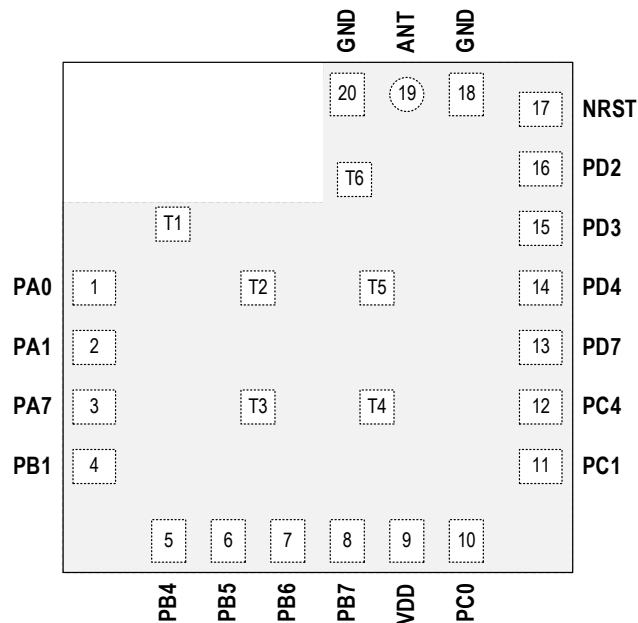 GND ANT GND
20 19 18
17 NRST
T6 16 PD2
T1 15 PD3
PA0 1 T2 T5 14 PD4
PA1 2 13 PD7
PA7 3 T3 T4 12 PC4
PB1 4 11 PC1
5 6 7 8 9 10
PB4 PB5 PB6 PB7 VDD PC0